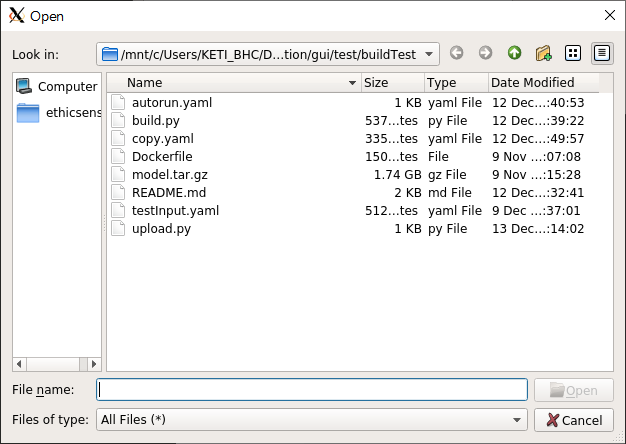 Open
Look in: /mnt/c/Users/KETI_BHC/D...tion/gui/test/buildTest
Computer
ethicsens
Name Size Type Date Modified
autorun.yaml 1 KB yaml File 12 Dec...:40:53
build.py 537...tes py File 12 Dec...:39:22
copy.yaml 335...tes yaml File 12 Dec...:49:57
Dockerfile 150...tes File 9 Nov ...:07:08
model.tar.gz 1.74 GB gz File 9 Nov ...:15:28
README.md 2 KB md File 12 Dec...:32:41
testInput.yaml 512...tes yaml File 9 Dec ...:37:01
upload.py 1 KB py File 13 Dec...:14:02
File name: Open
Files of type: All Files (*) Cancel